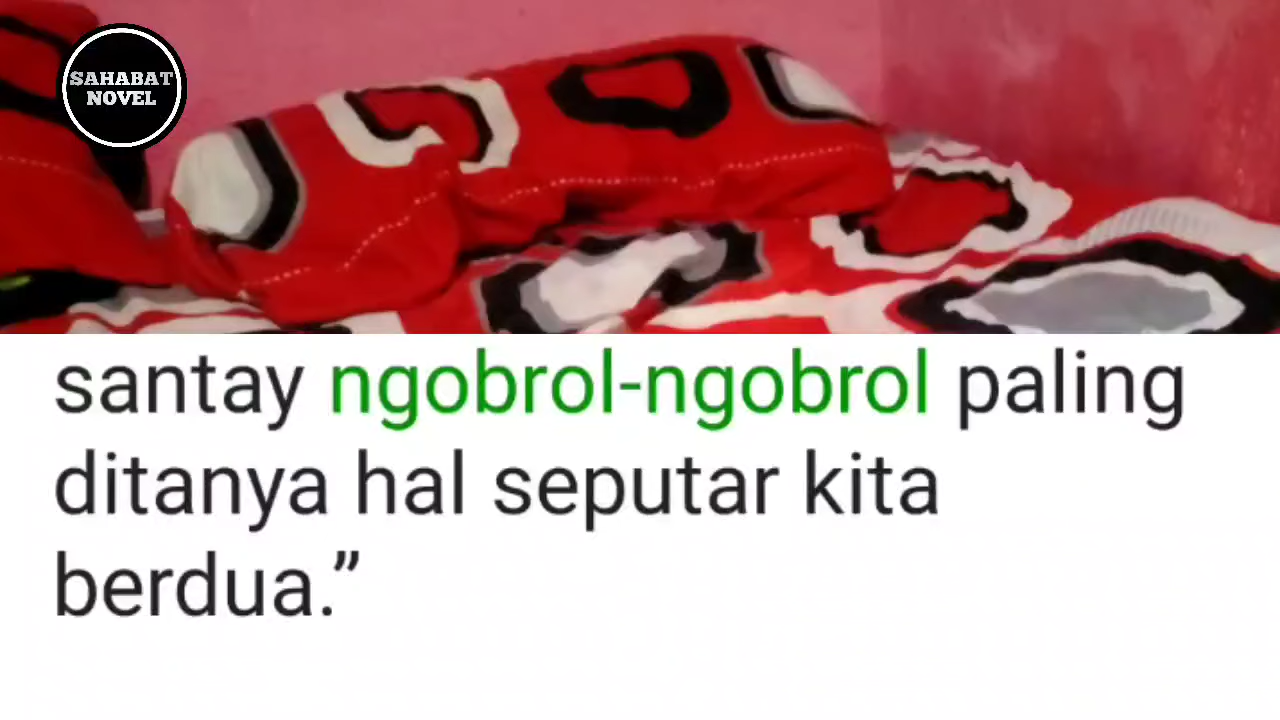 SAHABAT
NOVEL
santay ngobrol-ngobrol paling
ditanya hal seputar kita
berdua.”